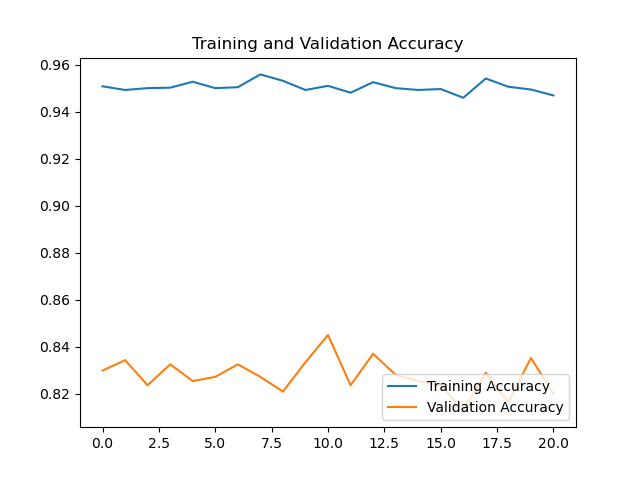 Training and Validation Accuracy
0.96
0.94
0.92
0.90
0.88
0.86
0.84
0.82
Training Accuracy
Validation Accuracy
0.0 2.5 5.0 7.5 10.0 12.5 15.0 17.5 20.0